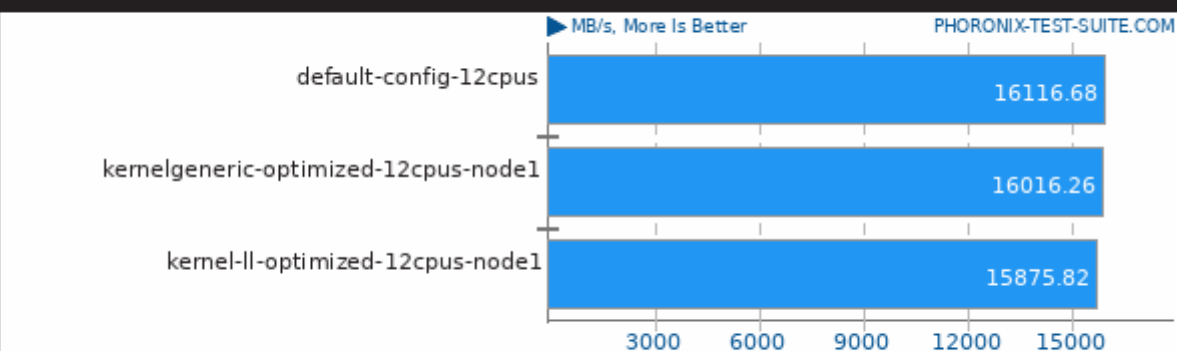 MB/s, More Is Better PHORONIX-TEST-SUITE.COM
default-config-12cpus 16116.68
kernelgeneric-optimized-12cpus-node1 16016.26
kernel-ll-optimized-12cpus-node1 15875.82
3000 6000 9000 12000 15000